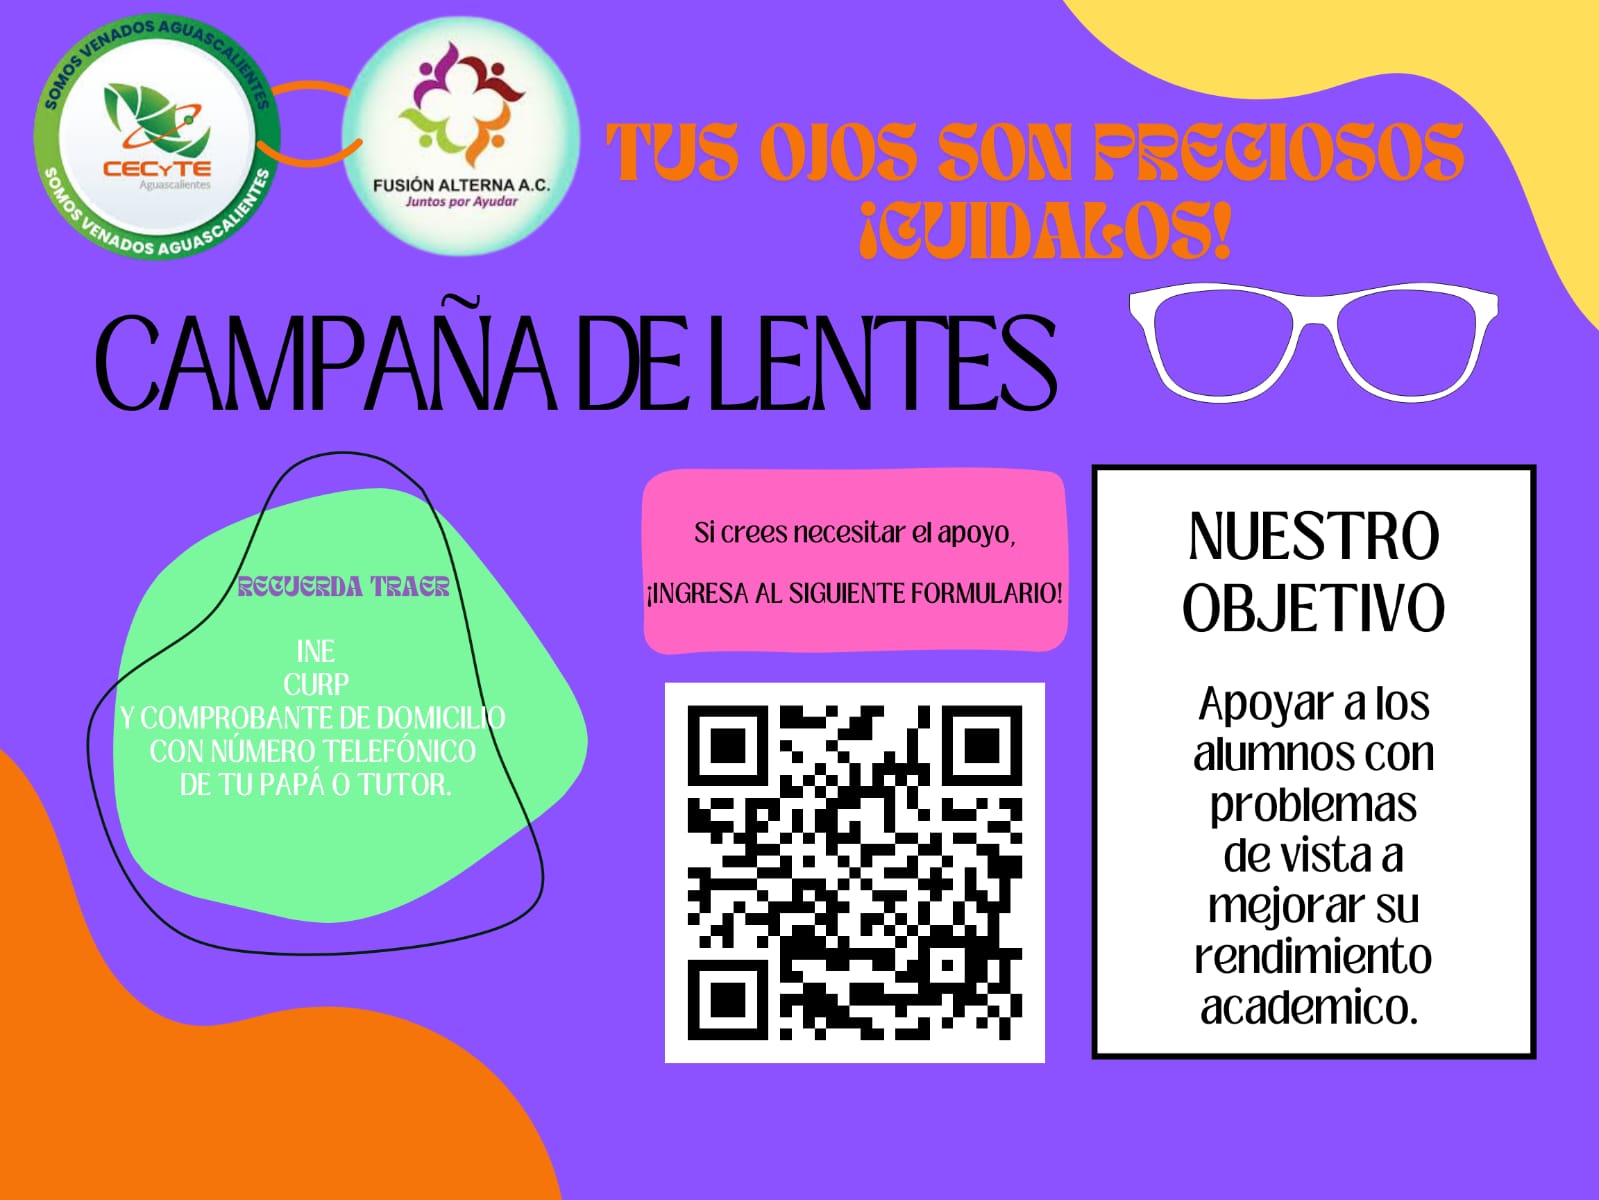 SOMOS VENADOS AGUASCALIENTES
CECyTE
Aguascalientes
SOMOS VENADOS AGUASCALIENTES
FUSIÓN ALTERNA A.C.
Juntos por Ayudar
TUS OJOS SON PRECIOSOS
¡CUIDALOS!
CAMPAÑA DE LENTES
RECUERDA TRAER
INE
CURP
Y COMPROBANTE DE DOMICILIO
CON NÚMERO TELEFÓNICO
DE TU PAPÁ O TUTOR.
Si crees necesitar el apoyo,
¡INGRESA AL SIGUIENTE FORMULARIO!
NUESTRO
OBJETIVO
Apoyar a los
alumnos con
problemas
de vista a
mejorar su
rendimiento
academico.